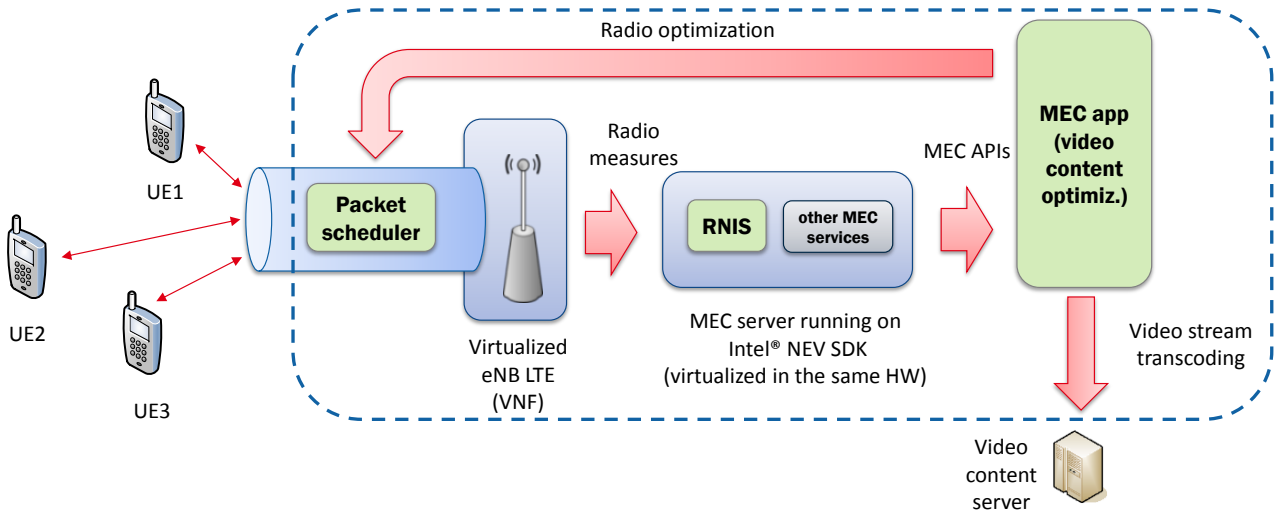 Radio optimization
MEC app
(video
content
optimiz.)
Radio
measures
MEC APIs
UE1
Packet
scheduler
RNIS
other MEC
services
UE2
UE3
Virtualized
eNB LTE
(VNF)
MEC server running on
Intel® NEV SDK
(virtualized in the same HW)
Video stream
transcoding
Video
content
server